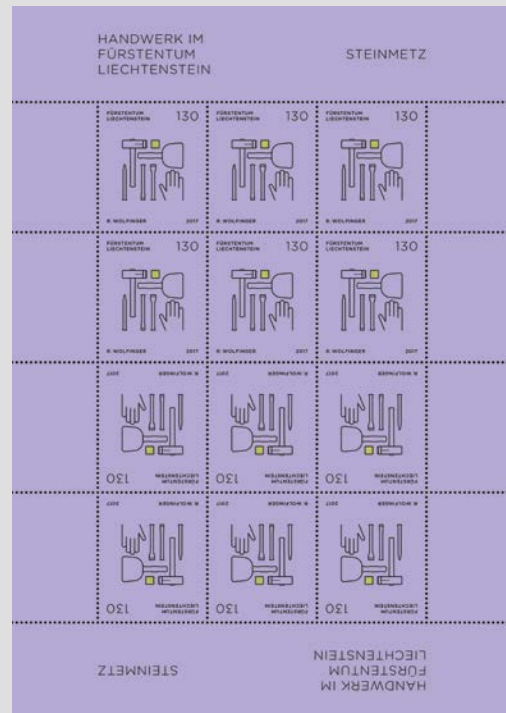 HANDWERK IM
FÜRSTENTUM
LIECHTENSTEIN
STEINMETZ
FÜRSTENTUM
LIECHTENSTEIN
130
R. WOLFINGER 2017
FÜRSTENTUM
LIECHTENSTEIN
130
R. WOLFINGER 2017
FÜRSTENTUM
LIECHTENSTEIN
130
R. WOLFINGER 2017
FÜRSTENTUM
LIECHTENSTEIN
130
R. WOLFINGER 2017
FÜRSTENTUM
LIECHTENSTEIN
130
R. WOLFINGER 2017
FÜRSTENTUM
LIECHTENSTEIN
130
R. WOLFINGER 2017
FÜRSTENTUM
LIECHTENSTEIN
130
R. WOLFINGER 2017
FÜRSTENTUM
LIECHTENSTEIN
130
R. WOLFINGER 2017
FÜRSTENTUM
LIECHTENSTEIN
130
R. WOLFINGER 2017
FÜRSTENTUM
LIECHTENSTEIN
130
R. WOLFINGER 2017
FÜRSTENTUM
LIECHTENSTEIN
130
R. WOLFINGER 2017
FÜRSTENTUM
LIECHTENSTEIN
130
R. WOLFINGER 2017
HANDWERK IM
FÜRSTENTUM
LIECHTENSTEIN
STEINMETZ